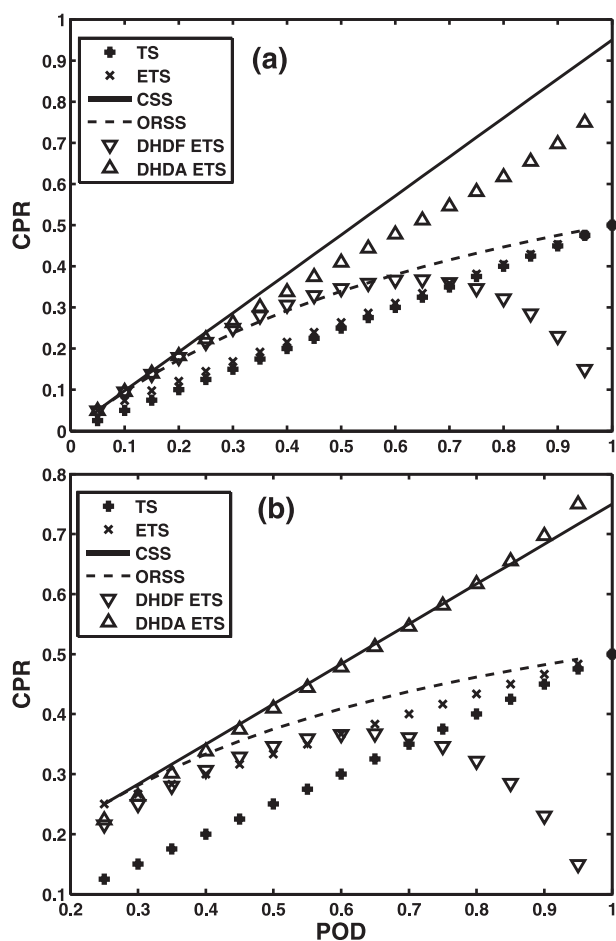 (a)
TS
ETS
CSS
ORSS
DHDF ETS
DHDA ETS
CPR
1
0.9
0.8
0.7
0.6
0.5
0.4
0.3
0.2
0.1
0
0 0.1 0.2 0.3 0.4 0.5 0.6 0.7 0.8 0.9 1
(b)
TS
ETS
CSS
ORSS
DHDF ETS
DHDA ETS
CPR
0.8
0.7
0.6
0.5
0.4
0.3
0.2
0.1
0.2 0.3 0.4 0.5 0.6 0.7 0.8 0.9 1
POD